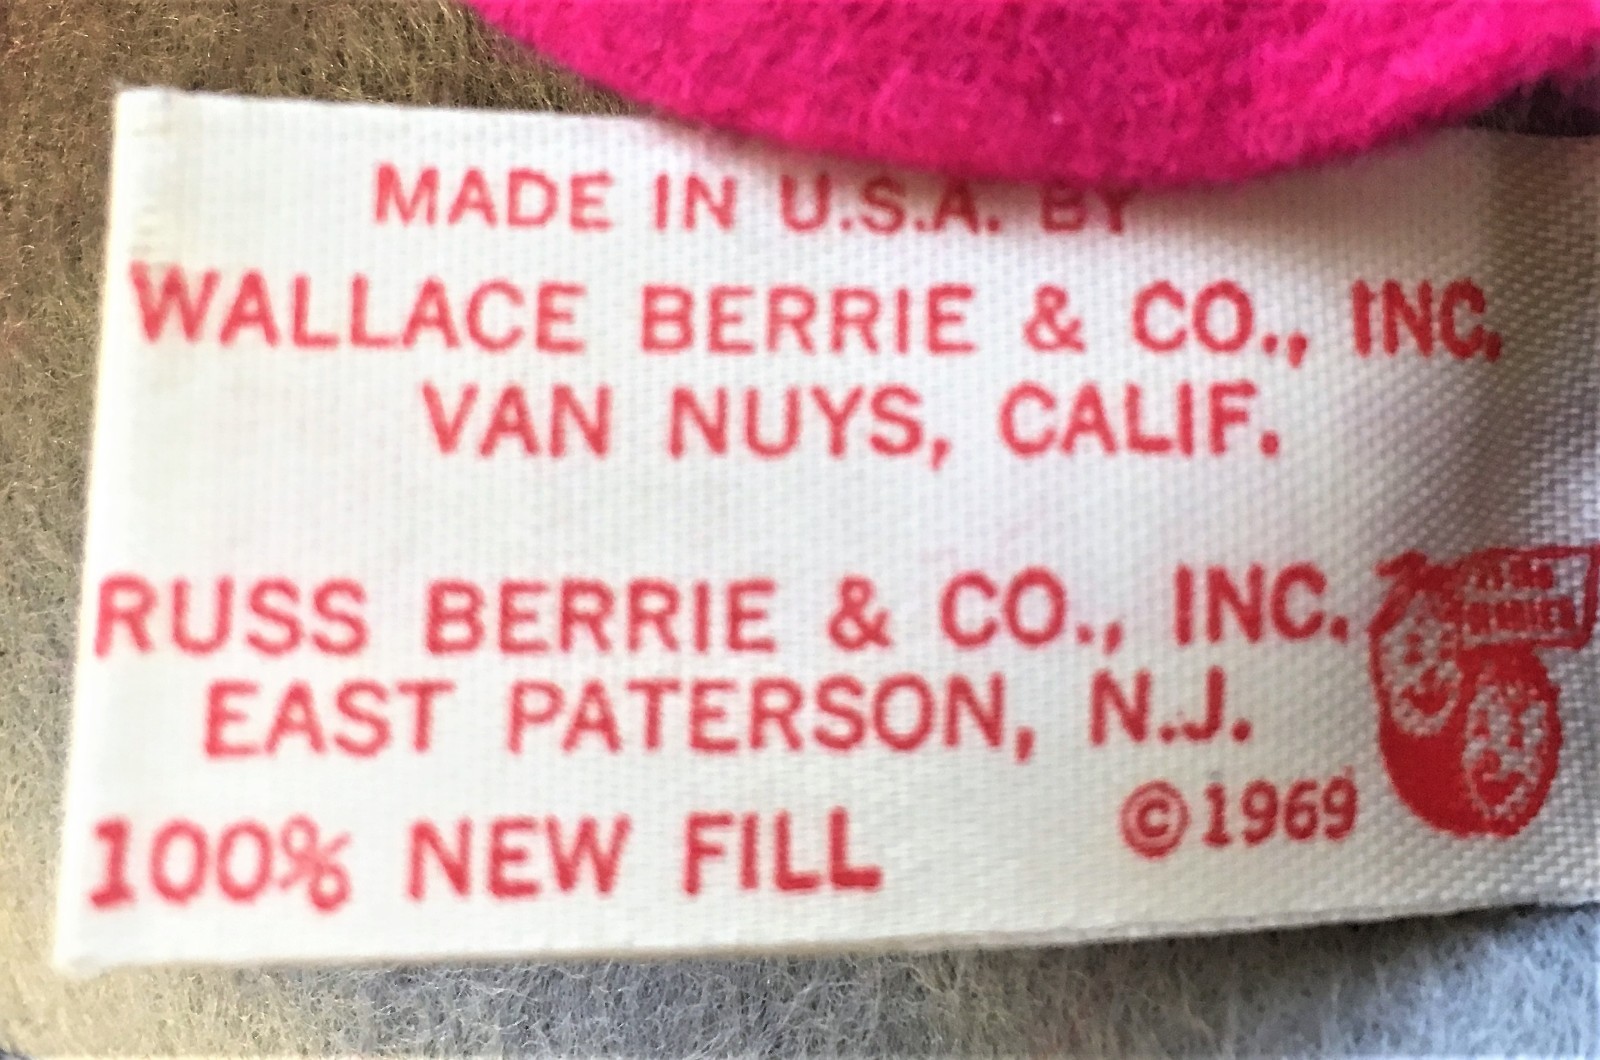 MADE IN U.S.A. BY
WALLACE BERRIE & CO., INC.
VAN NUYS, CALIF.
RUSS BERRIE & CO., INC.
EAST PATERSON, N.J.
100% NEW FILL
©1969